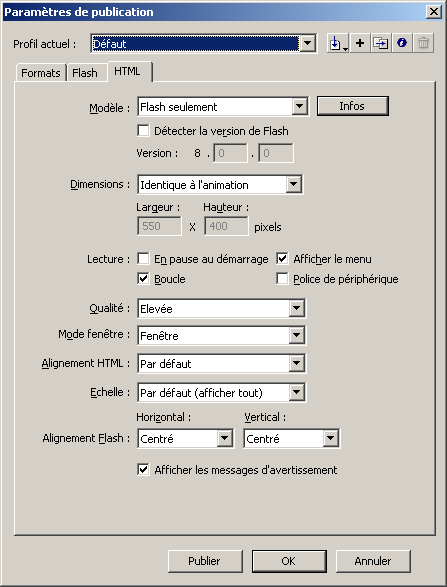 Paramètres de publication
Profil actuel : Défaut
Formats Flash HTML
Modèle : Flash seulement Infos
Détecter la version de Flash
Version : 8 . 0 . 0
Dimensions : Identique à l'animation
Largeur : Hauteur :
550 X 400 pixels
Lecture : En pause au démarrage Afficher le menu
Boucle Police de périphérique
Qualité : Elevée
Mode fenêtre : Fenêtre
Alignement HTML : Par défaut
Echelle : Par défaut (afficher tout)
Horizontal : Vertical :
Alignement Flash : Centré Centré
Afficher les messages d'avertissement
Publier OK Annuler